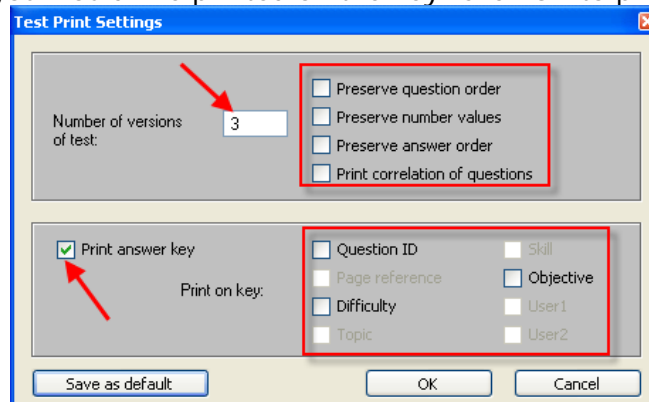 Test Print Settings
Preserve question order
Number of versions
of test:
3
Preserve number values
Preserve answer order
Print correlation of questions
Print answer key
Question ID
Skill
Page reference
Objective
Print on key:
Difficulty
User1
Topic
User2
Save as default
OK
Cancel